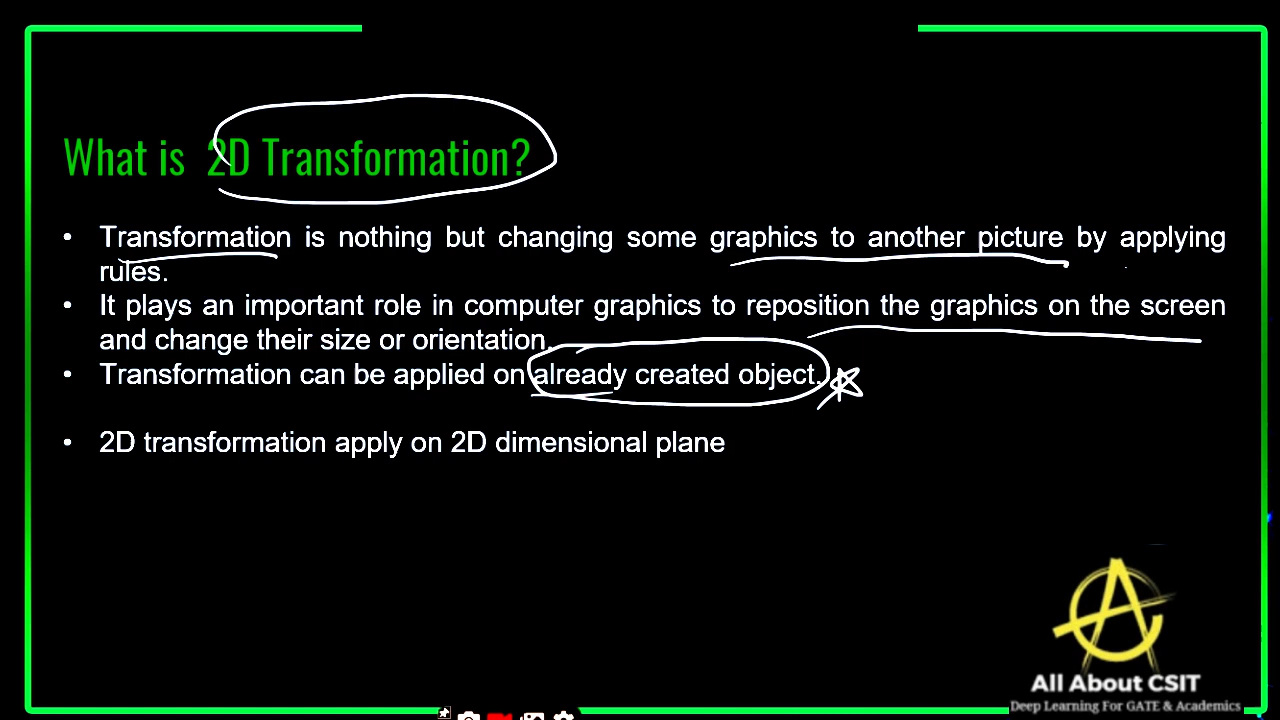 What is 2D Transformation?
• Transformation is nothing but changing some graphics to another picture by applying
rules.
• It plays an important role in computer graphics to reposition the graphics on the screen
and change their size or orientation.
• Transformation can be applied on already created object.
• 2D transformation apply on 2D dimensional plane
All About CSIT
Deep Learning For GATE & Academics